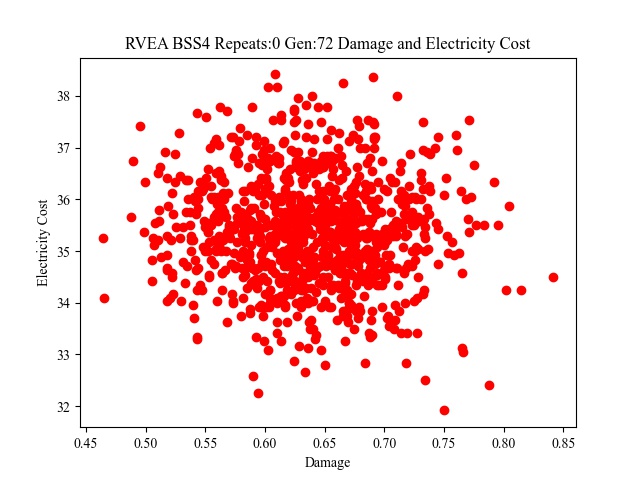 RVEA BSS4 Repeats:0 Gen:72 Damage and Electricity Cost
38
37
36
35
34
33
32
Electricity Cost
0.45 0.50 0.55 0.60 0.65 0.70 0.75 0.80 0.85
Damage